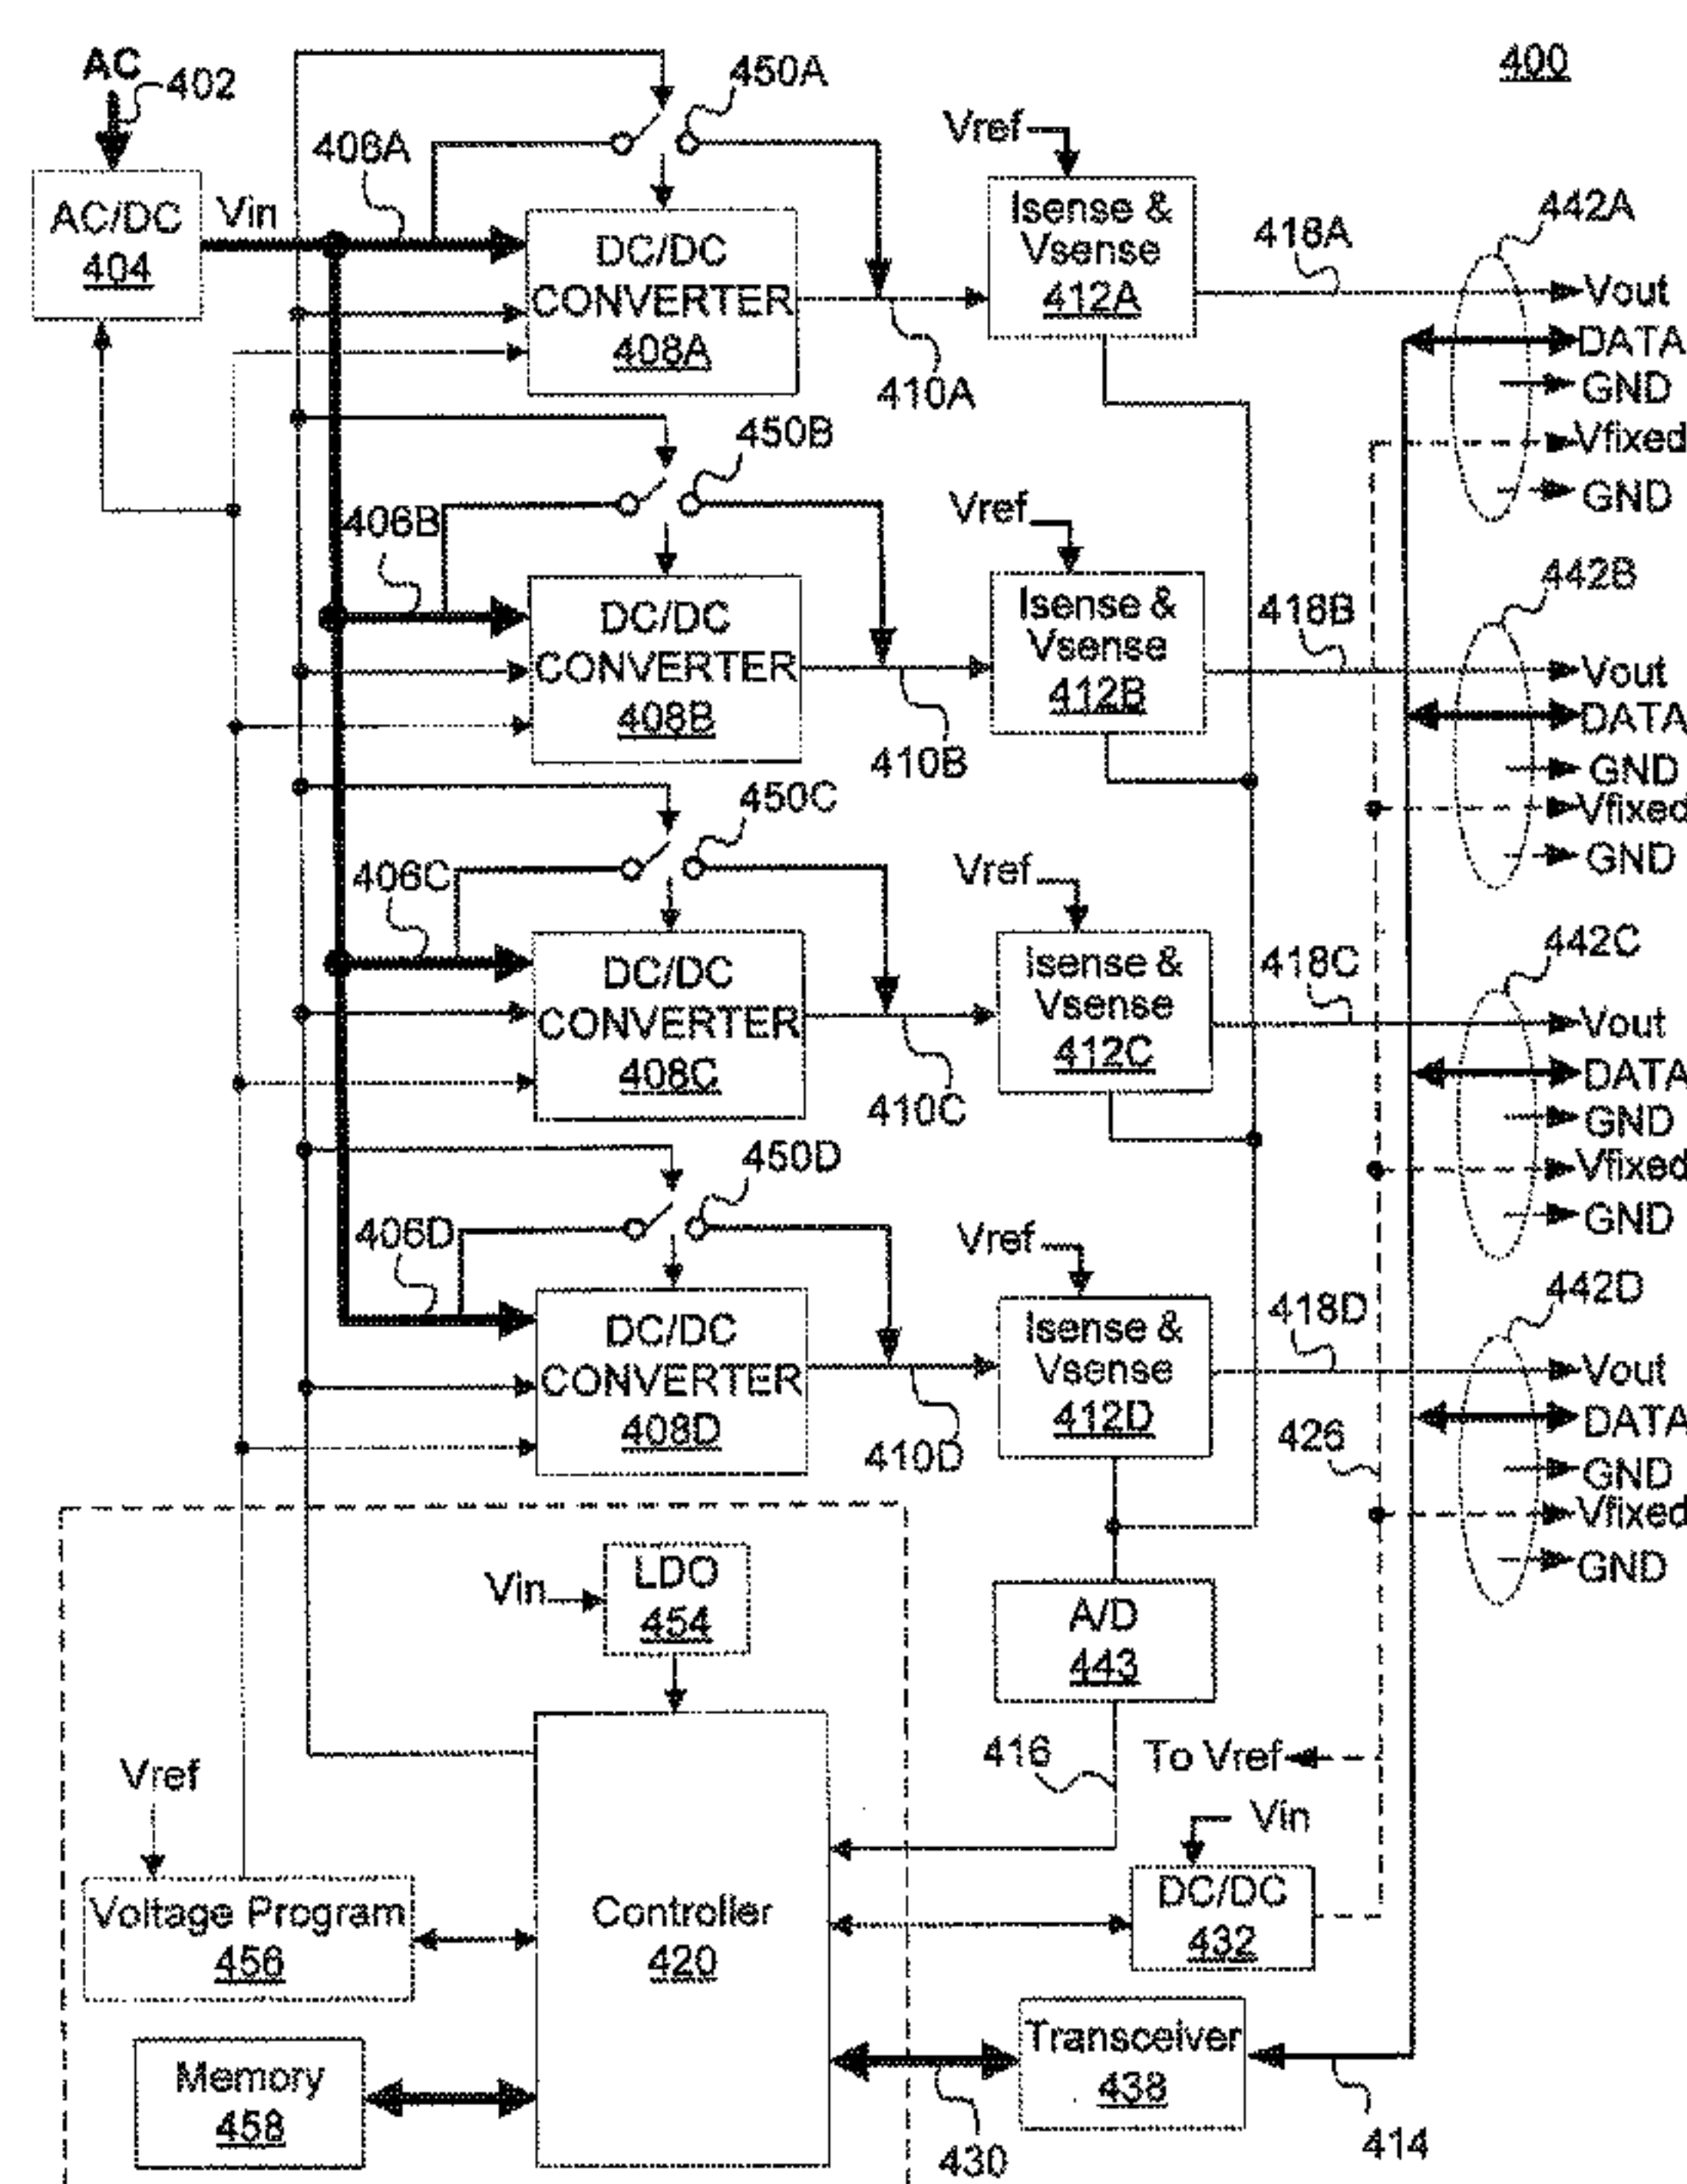 400
AC
402
450A
406A
Vref
AC/DC
404
Vin
DC/DC
CONVERTER
408A
Isense &
Vsense
412A
418A
442A
Vout
DATA
GND
Vfixed
GND
410A
450B
406B
Vref
DC/DC
CONVERTER
408B
Isense &
Vsense
412B
418B
442B
Vout
DATA
GND
Vfixed
GND
410B
450C
406C
Vref
DC/DC
CONVERTER
408C
Isense &
Vsense
412C
418C
442C
Vout
DATA
GND
Vfixed
GND
410C
450D
406D
Vref
DC/DC
CONVERTER
408D
Isense &
Vsense
412D
418D
442D
Vout
DATA
GND
Vfixed
GND
410D
426
Vin
LDO
454
A/D
443
416
To Vref
Vin
Vref
Voltage Program
456
Controller
420
DC/DC
432
Memory
458
Transceiver
438
430
414